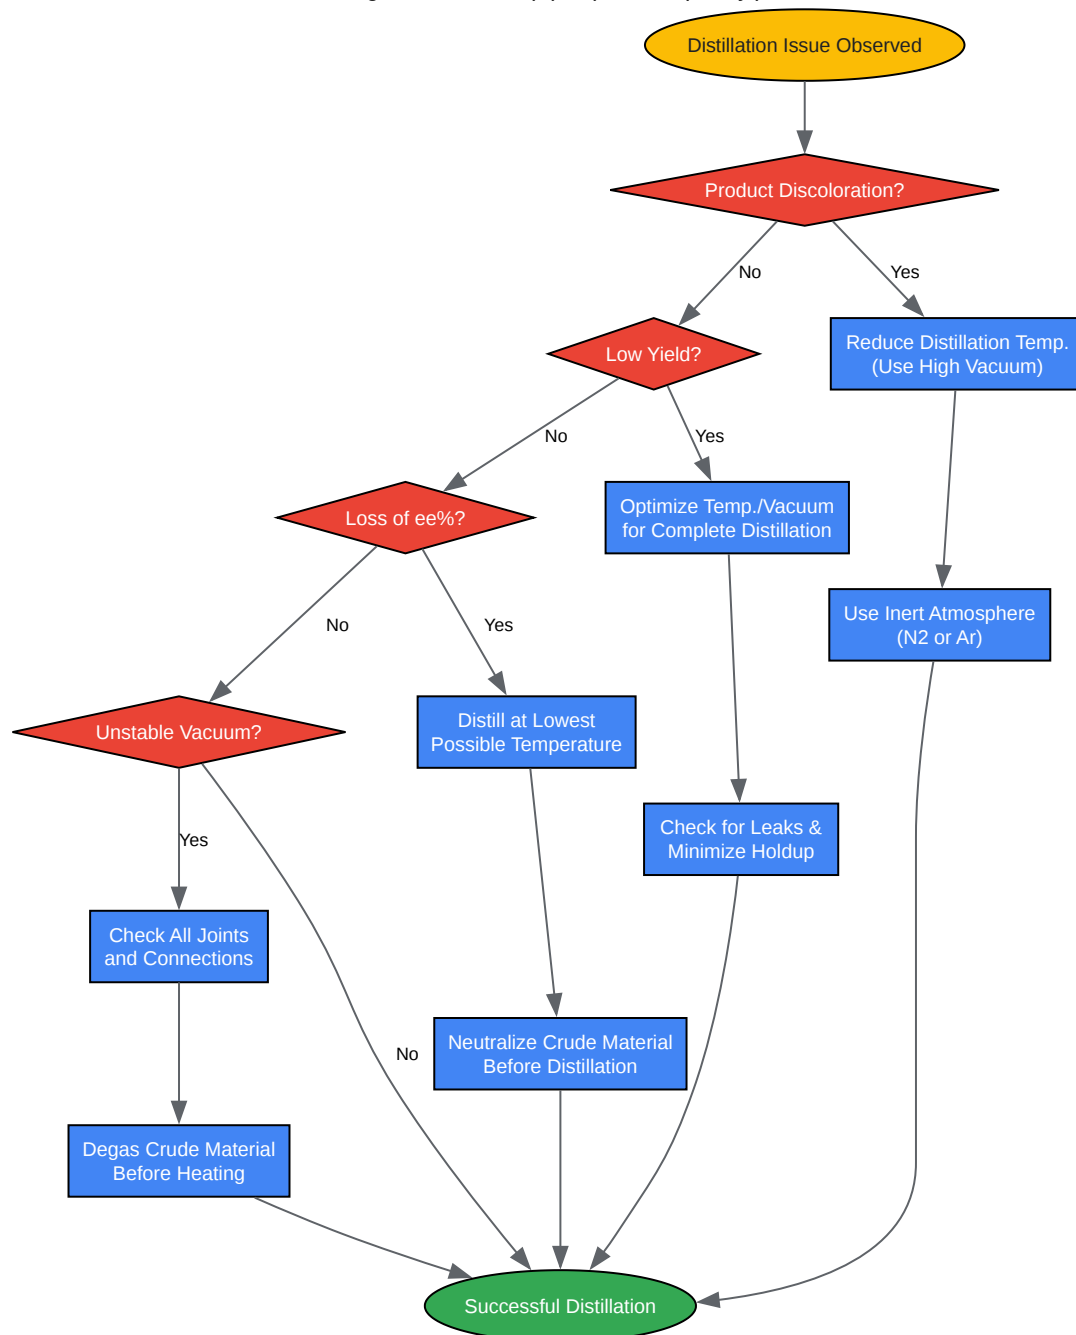 Distillation Issue Observed
Product Discoloration?
No
Yes
Low Yield?
Reduce Distillation Temp.
(Use High Vacuum)
No
Yes
Loss of ee%?
Optimize Temp./Vacuum
for Complete Distillation
Use Inert Atmosphere
(N2 or Ar)
No
Yes
Unstable Vacuum?
Distill at Lowest
Possible Temperature
Check for Leaks &
Minimize Holdup
Yes
Check All Joints
and Connections
No
Neutralize Crude Material
Before Distillation
Degas Crude Material
Before Heating
Successful Distillation